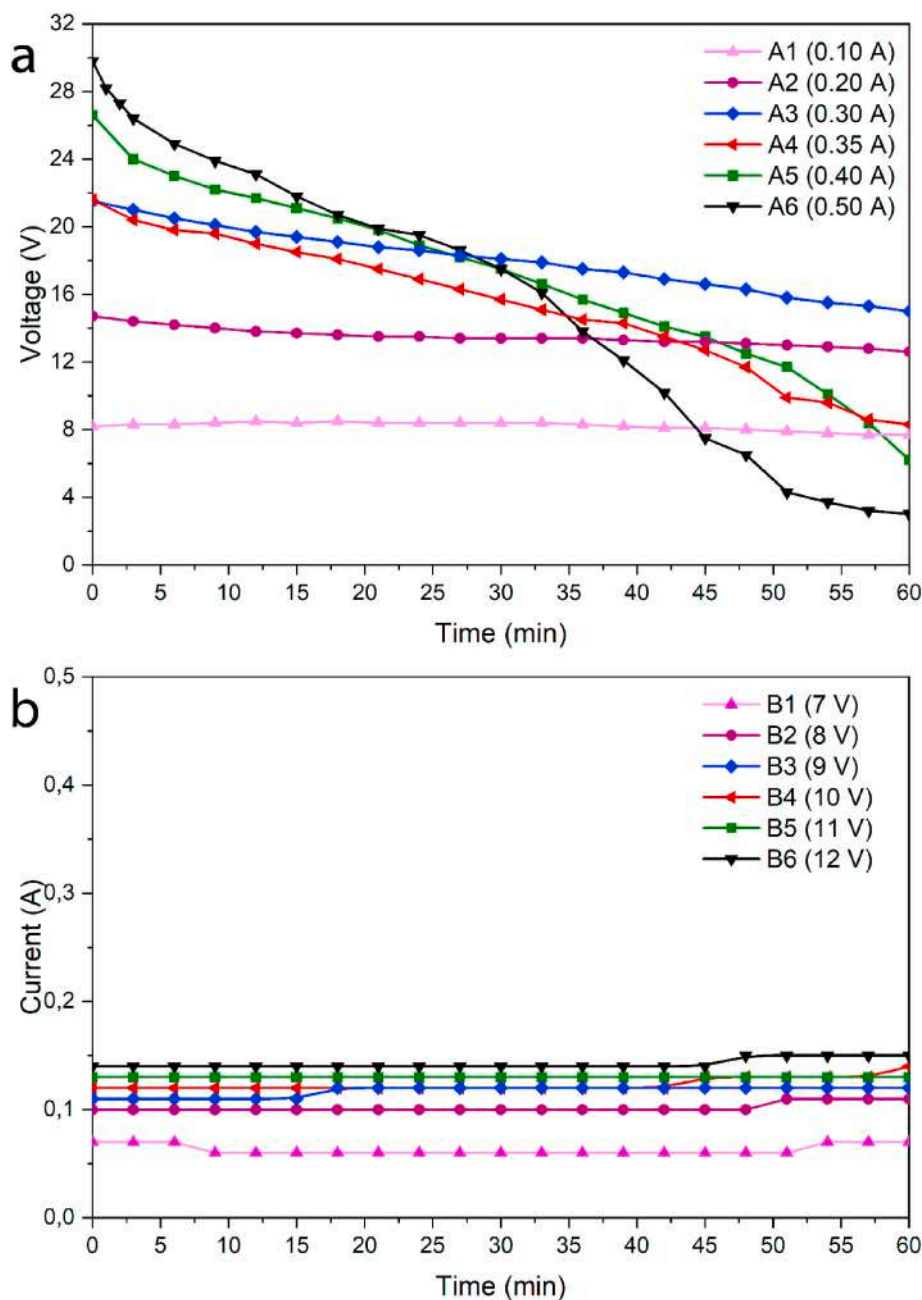 a
32
28
24
20
16
12
8
4
0
Voltage (V)
A1 (0.10 A)
A2 (0.20 A)
A3 (0.30 A)
A4 (0.35 A)
A5 (0.40 A)
A6 (0.50 A)
0 5 10 15 20 25 30 35 40 45 50 55 60
Time (min)
b
0,5
0,4
0,3
0,2
0,1
0,0
Current (A)
B1 (7 V)
B2 (8 V)
B3 (9 V)
B4 (10 V)
B5 (11 V)
B6 (12 V)
0 5 10 15 20 25 30 35 40 45 50 55 60
Time (min)